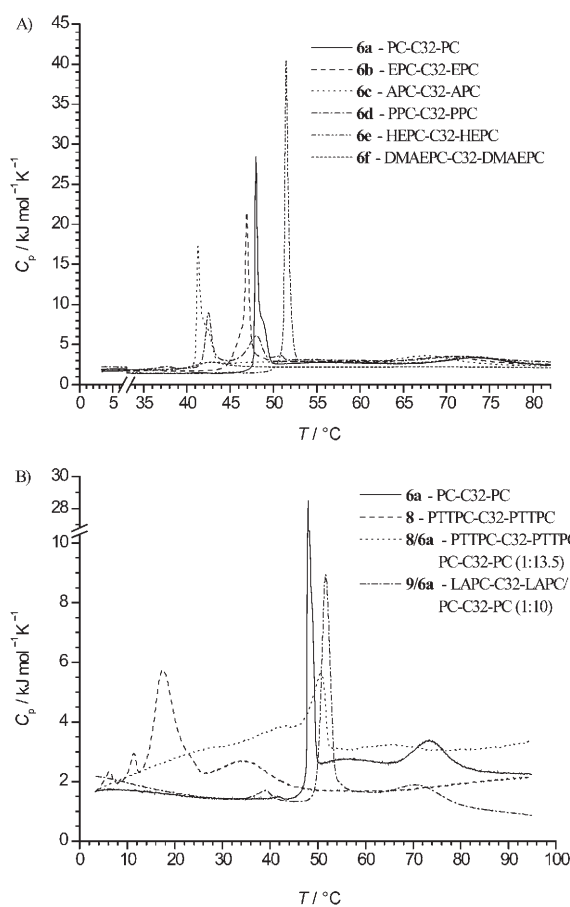 A)
45
40
35
30
25
20
15
10
5
0
C_p / kJ mol⁻¹K⁻¹
6a - PC-C32-PC
6b - EPC-C32-EPC
6c - APC-C32-APC
6d - PPC-C32-PPC
6e - HEPC-C32-HEPC
6f - DMAEPC-C32-DMAEPC
0 5 35 40 45 50 55 60 65 70 75 80
T / °C
B)
30
28
10
8
6
4
2
0
C_p / kJ mol⁻¹K⁻¹
6a - PC-C32-PC
8 - PTTPC-C32-PTTPC
8/6a - PTTPC-C32-PTTPC
PC-C32-PC (1:13.5)
9/6a - LAPC-C32-LAPC/
PC-C32-PC (1:10)
0 10 20 30 40 50 60 70 80 90 100
T / °C